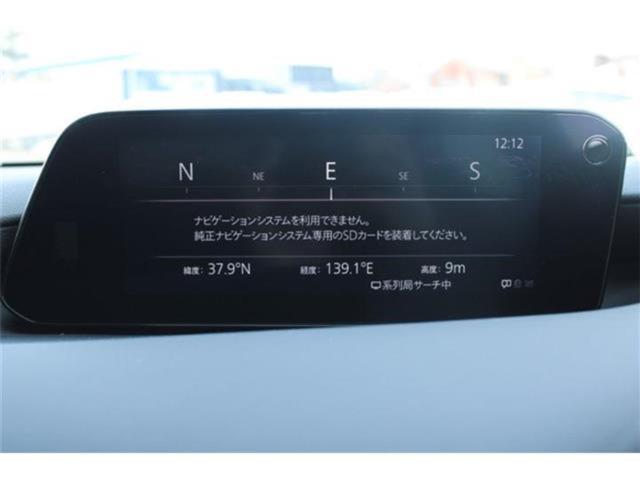 12:12
N NE E SE S
ナビゲーションシステムを利用できません。
純正ナビゲーションシステム専用のSDカードを装着してください。
緯度: 37.9°N 経度: 139.1°E 高度: 9m
系列局サーチ中